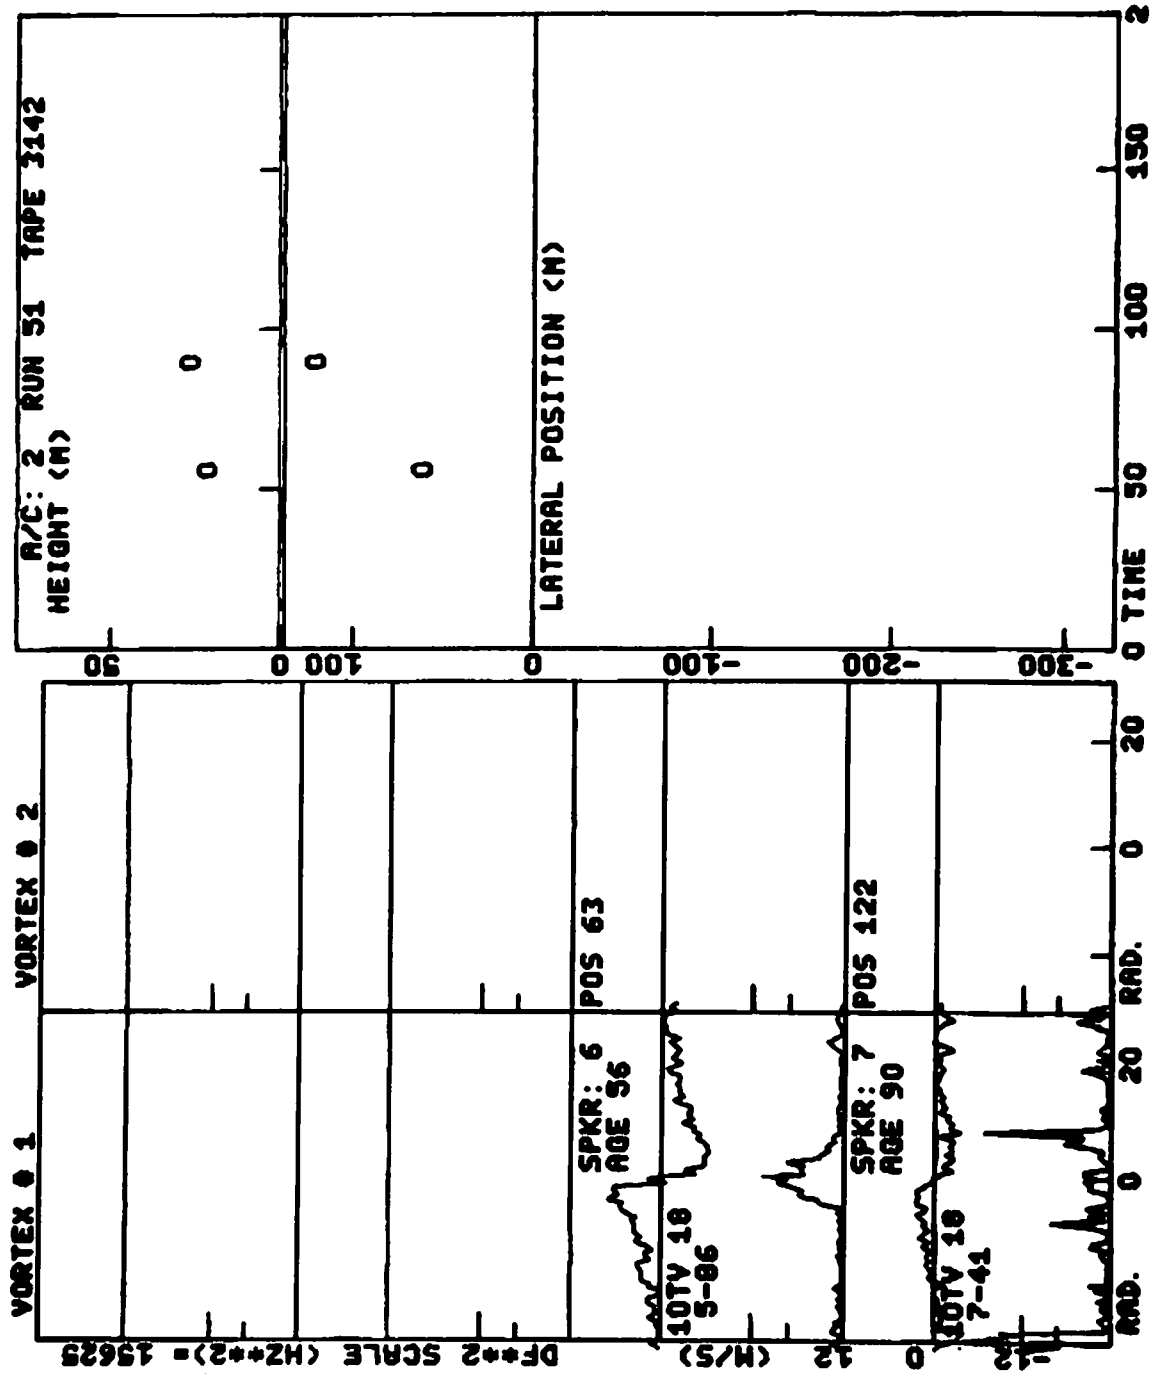 A/C: 2 RUN 51 TAPE 3142
HEIGHT (M)
50
0
100
LATERAL POSITION (M)
0
-100
-200
-300
0 TIME 50 100 150 2
VORTEX # 1 VORTEX # 2
DF**2 SCALE (HZ**2)= 15625
SPKR: 6 POS 63
AGE 56
10TV 18
5-86
(M/S)
12
SPKR: 7 POS 122
AGE 90
0
10TV 18
7-41
-12
RAD. 0 20 RAD. 0 20